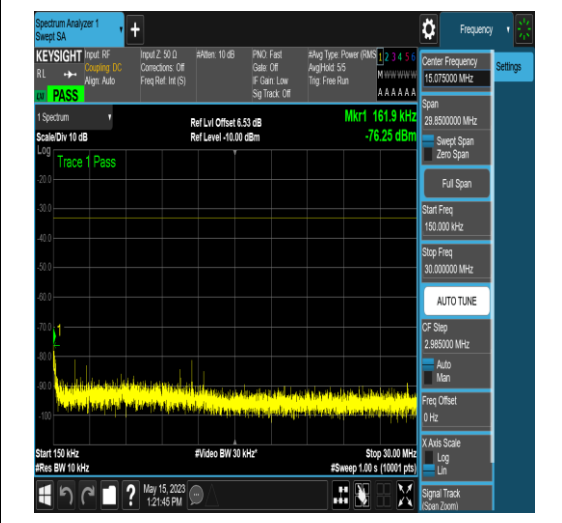 Spectrum Analyzer 1
Swept SA
+
Frequency
KEYSIGHT
RL
PASS
Input: RF
Coupling: DC
Align: Auto
Input Z: 50 Ω
Corrections: Off
Freq Ref: Int (S)
#Atten: 10 dB
PNO: Fast
Gate: Off
IF Gain: Low
Sig Track: Off
#Avg Type: Power (RMS
Avg|Hold: 5/5
Trig: Free Run
1 2 3 4 5 6
M W W W W W
A A A A A A
1 Spectrum
Scale/Div 10 dB
Ref Lvl Offset 6.53 dB
Ref Level -10.00 dBm
Mkr1 161.9 kHz
-76.25 dBm
Log
Trace 1 Pass
-20.0
-30.0
-40.0
-50.0
-60.0
-70.0
-80.0
-90.0
-100
1
Start 150 kHz
#Res BW 10 kHz
#Video BW 30 kHz*
Stop 30.00 MHz
#Sweep 1.00 s (10001 pts)
?
May 15, 2023
1:21:45 PM
Center Frequency
15.075000 MHz
Span
29.8500000 MHz
Swept Span
Zero Span
Full Span
Start Freq
150.000 kHz
Stop Freq
30.000000 MHz
AUTO TUNE
CF Step
2.985000 MHz
Auto
Man
Freq Offset
0 Hz
X Axis Scale
Log
Lin
Signal Track
(Span Zoom)
Settings